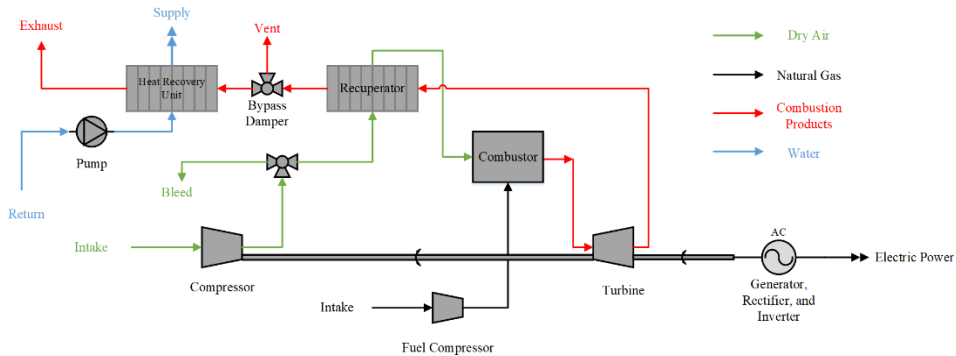 Exhaust
Supply
Vent
Dry Air
Heat Recovery
Unit
Recuperator
Natural Gas
Bypass
Damper
Combustion
Products
Pump
Combustor
Water
Bleed
Return
Intake
AC
Electric Power
Compressor
Turbine
Generator,
Rectifier, and
Inverter
Intake
Fuel Compressor